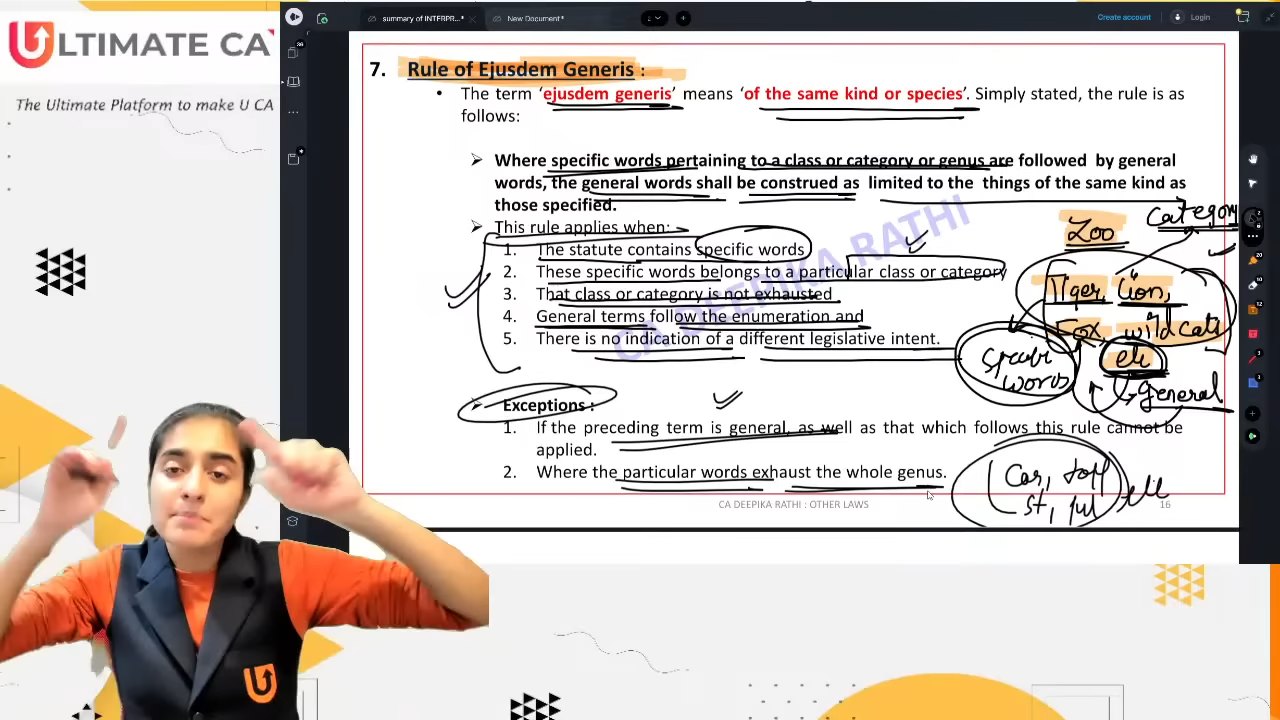 ULTIMATE CA
The Ultimate Platform to make U CA
summary of INTERPR...*
New Document*
Create account
Login
7. Rule of Ejusdem Generis :
• The term ‘ejusdem generis’ means ‘of the same kind or species’. Simply stated, the rule is as
follows:
➢ Where specific words pertaining to a class or category or genus are followed by general
words, the general words shall be construed as limited to the things of the same kind as
those specified.
➢ This rule applies when:
1. The statute contains specific words
2. These specific words belongs to a particular class or category
3. That class or category is not exhausted
4. General terms follow the enumeration and
5. There is no indication of a different legislative intent.
➢ Exceptions :
1. If the preceding term is general, as well as that which follows this rule cannot be
applied.
2. Where the particular words exhaust the whole genus.
CA DEEPIKA RATHI
CA DEEPIKA RATHI : OTHER LAWS
16
Category
Zoo
Tiger, Lion,
Fox, wild cats
etc
Specific
words
general
Car,